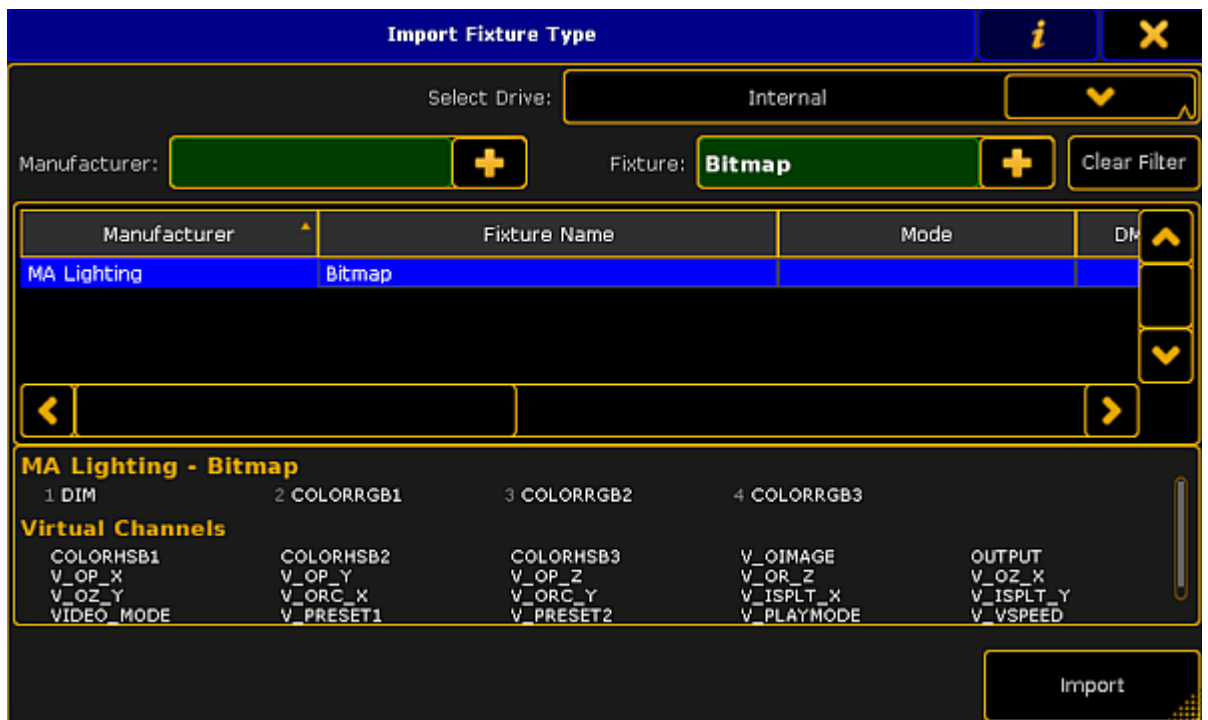 Import Fixture Type
Select Drive: Internal
Manufacturer: Fixture: Bitmap Clear Filter
Manufacturer Fixture Name Mode DM
MA Lighting Bitmap
MA Lighting - Bitmap
1 DIM 2 COLORRGB1 3 COLORRGB2 4 COLORRGB3
Virtual Channels
COLORHSB1 COLORHSB2 COLORHSB3 V_OIMAGE OUTPUT
V_OP_X V_OP_Y V_OP_Z V_OR_Z V_OZ_X
V_OZ_Y V_ORC_X V_ORC_Y V_ISPLT_X V_ISPLT_Y
VIDEO_MODE V_PRESET1 V_PRESET2 V_PLAYMODE V_VSPEED
Import